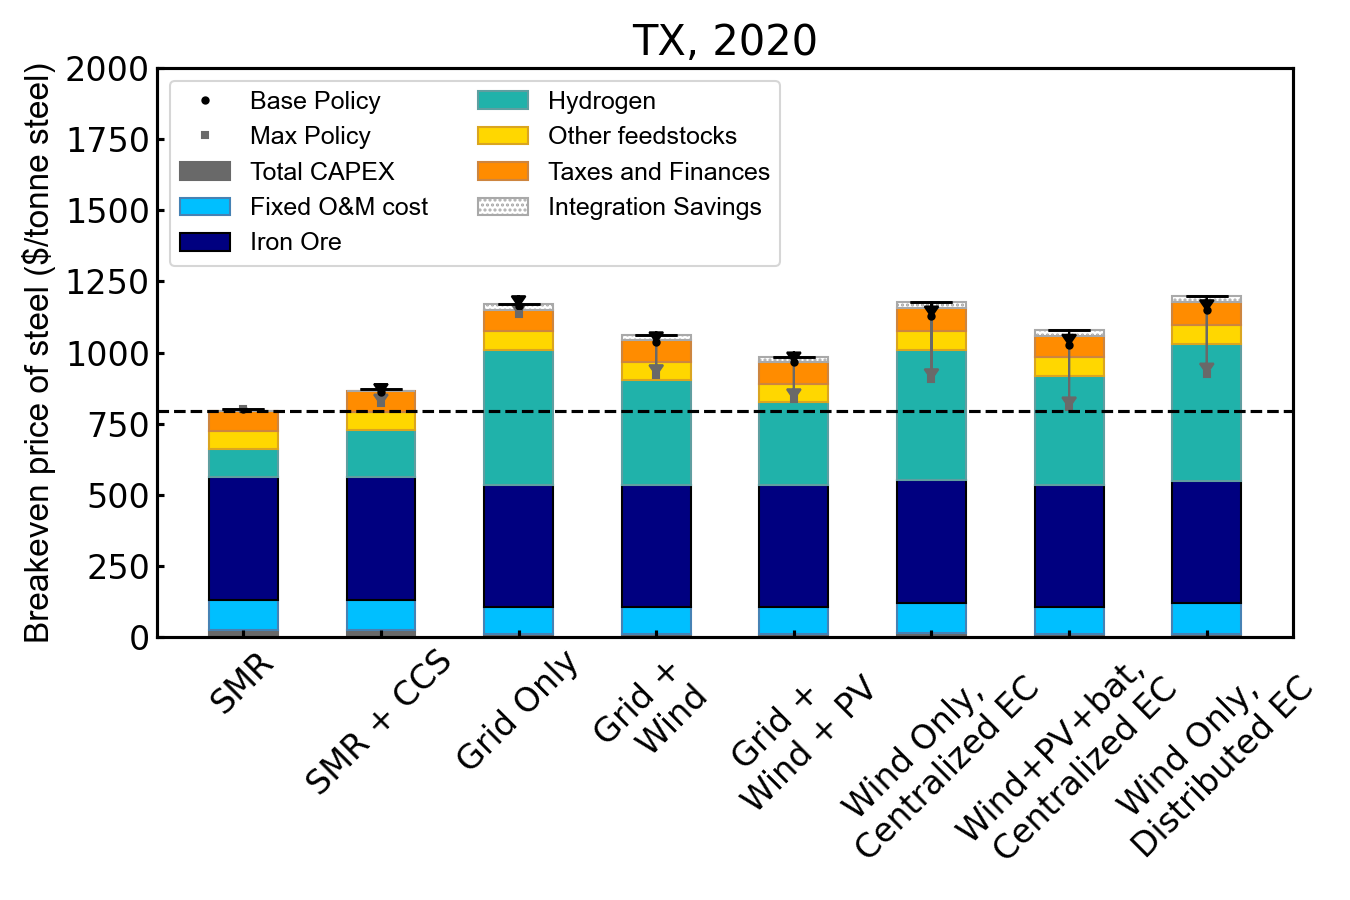 TX, 2020
Breakeven price of steel ($/tonne steel)
2000
1750
1500
1250
1000
750
500
250
0
Base Policy
Max Policy
Total CAPEX
Fixed O&M cost
Iron Ore
Hydrogen
Other feedstocks
Taxes and Finances
Integration Savings
SMR
SMR + CCS
Grid Only
Grid +
Wind
Grid +
Wind + PV
Wind Only,
Centralized EC
Wind+PV+bat,
Centralized EC
Wind Only,
Distributed EC